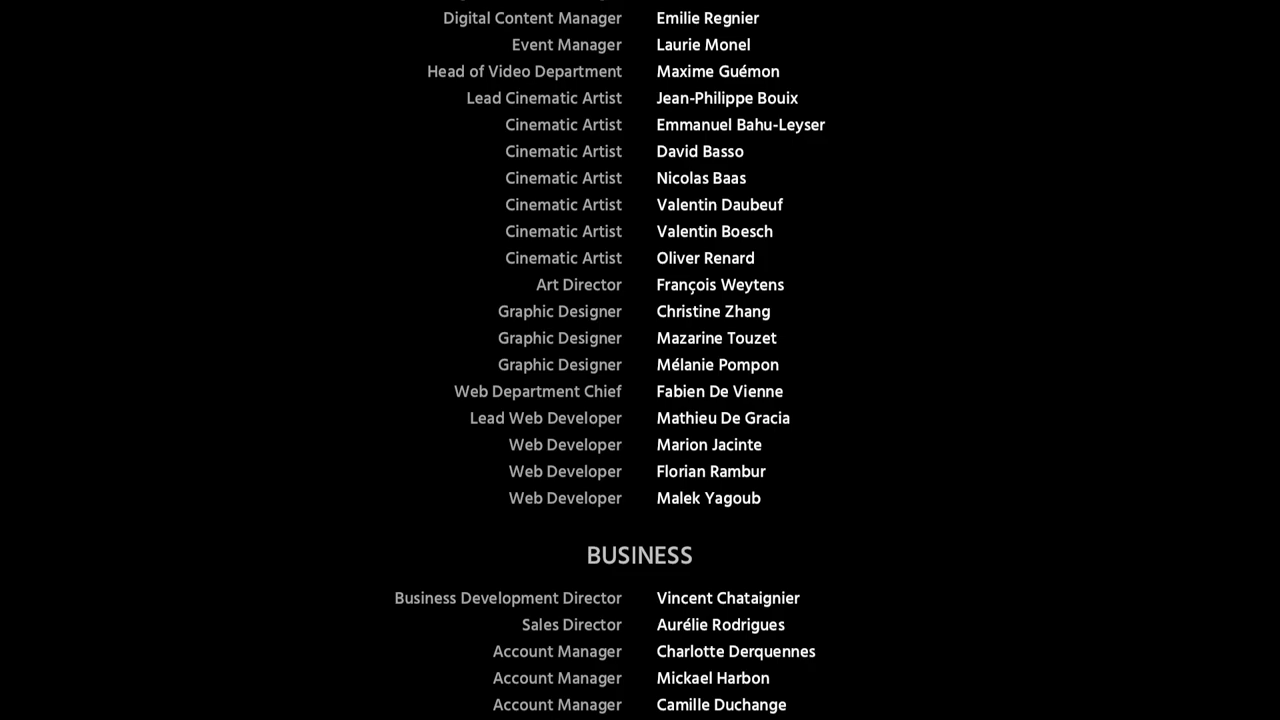 Digital Content Manager Emilie Regnier
Event Manager Laurie Monel
Head of Video Department Maxime Guémon
Lead Cinematic Artist Jean-Philippe Bouix
Cinematic Artist Emmanuel Bahu-Leyser
Cinematic Artist David Basso
Cinematic Artist Nicolas Baas
Cinematic Artist Valentin Daubeuf
Cinematic Artist Valentin Boesch
Cinematic Artist Oliver Renard
Art Director François Weytens
Graphic Designer Christine Zhang
Graphic Designer Mazarine Touzet
Graphic Designer Mélanie Pompon
Web Department Chief Fabien De Vienne
Lead Web Developer Mathieu De Gracia
Web Developer Marion Jacinte
Web Developer Florian Rambur
Web Developer Malek Yagoub
BUSINESS
Business Development Director Vincent Chataignier
Sales Director Aurélie Rodrigues
Account Manager Charlotte Derquennes
Account Manager Mickael Harbon
Account Manager Camille Duchange